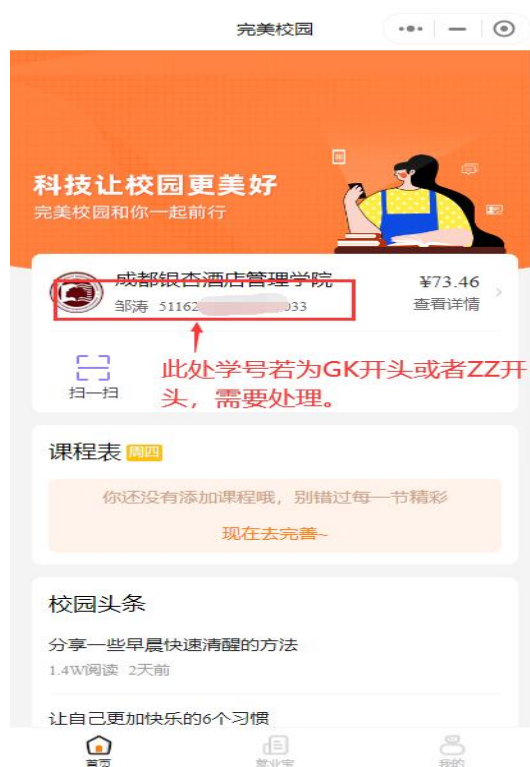 完美校园
科技让校园更美好
完美校园和你一起前行
成都银杏酒店管理学院
¥73.46
邹涛 51162 033
查看详情
扫一扫
此处学号若为GK开头或者ZZ开
头，需要处理。
课程表 周四
你还没有添加课程哦，别错过每一节精彩
现在去完善~
校园头条
分享一些早晨快速清醒的方法
1.4W阅读 2天前
让自己更加快乐的6个习惯
首页
就业宝
我的